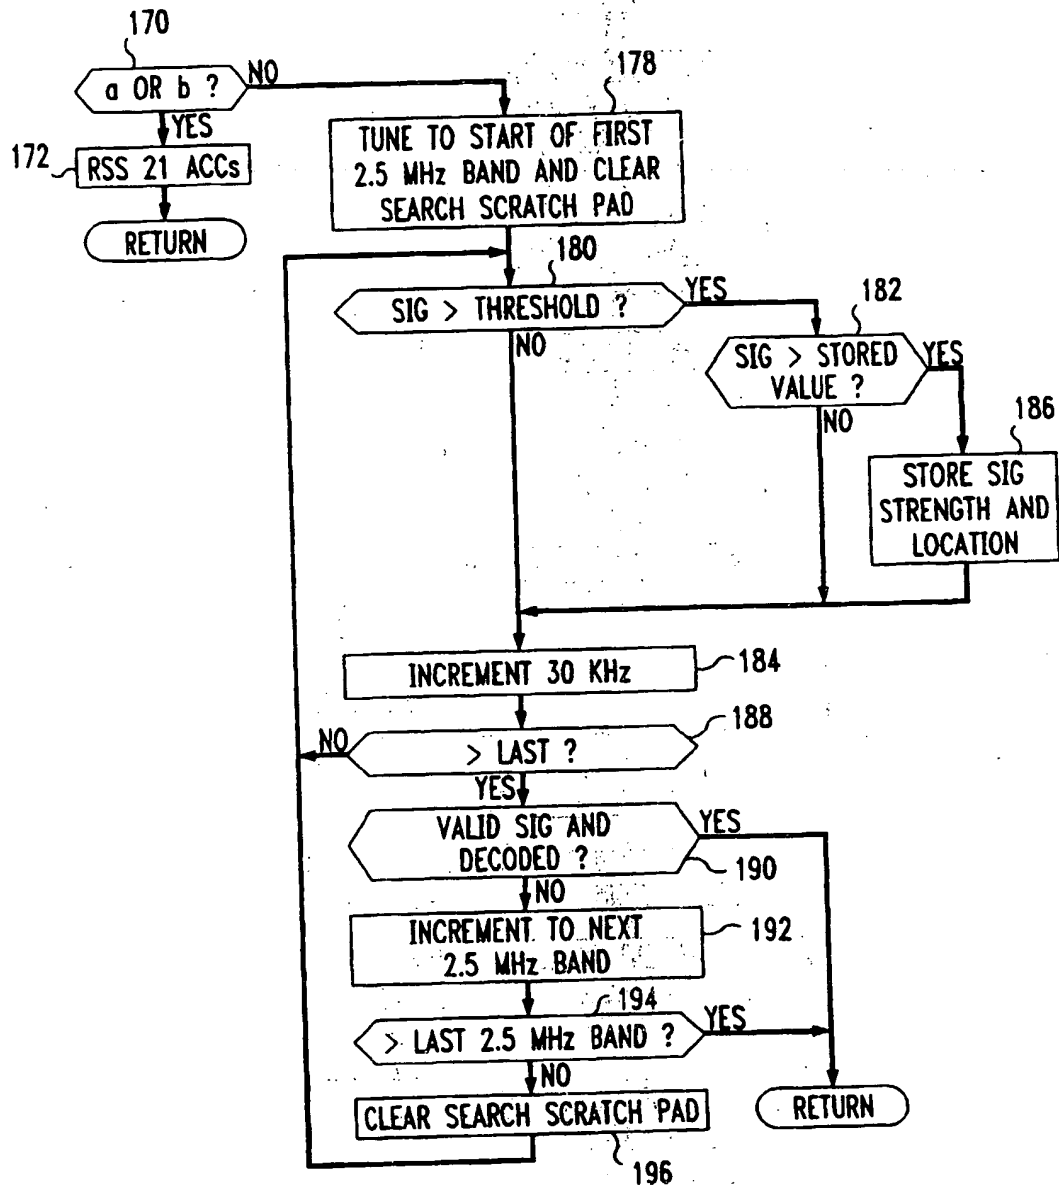 170
a OR b ?
NO
YES
172
RSS 21 ACCs
RETURN
178
TUNE TO START OF FIRST
2.5 MHz BAND AND CLEAR
SEARCH SCRATCH PAD
180
SIG > THRESHOLD ?
YES
NO
182
SIG > STORED
VALUE ?
YES
NO
186
STORE SIG
STRENGTH AND
LOCATION
INCREMENT 30 KHz
184
188
NO
> LAST ?
YES
VALID SIG AND
DECODED ?
YES
190
NO
INCREMENT TO NEXT
2.5 MHz BAND
192
194
> LAST 2.5 MHz BAND ?
YES
NO
CLEAR SEARCH SCRATCH PAD
RETURN
196